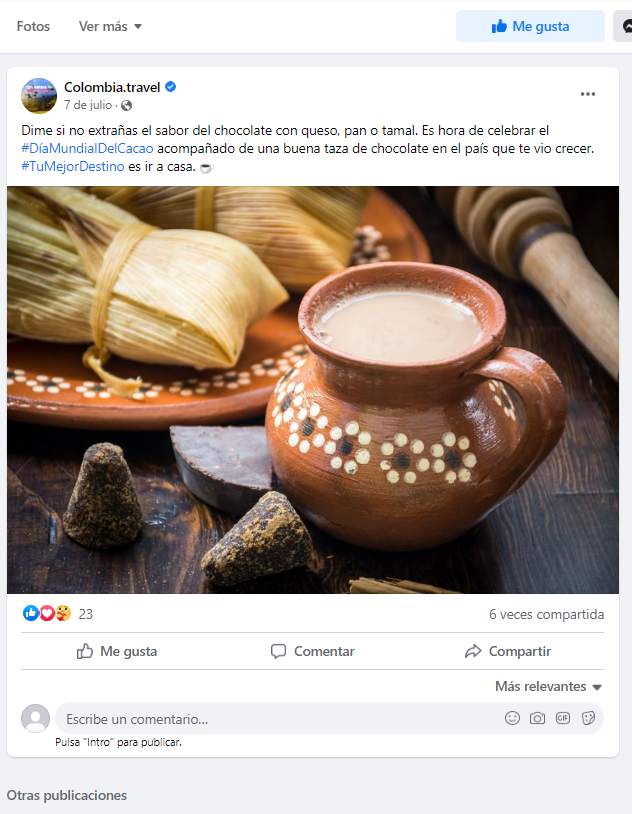 Fotos Ver más Me gusta
Colombia.travel
7 de julio ·
Dime si no extrañas el sabor del chocolate con queso, pan o tamal. Es hora de celebrar el
#DíaMundialDelCacao acompañado de una buena taza de chocolate en el país que te vio crecer.
#TuMejorDestino es ir a casa.
23 6 veces compartida
Me gusta Comentar Compartir
Más relevantes
Escribe un comentario...
GIF
Pulsa "Intro" para publicar.
Otras publicaciones